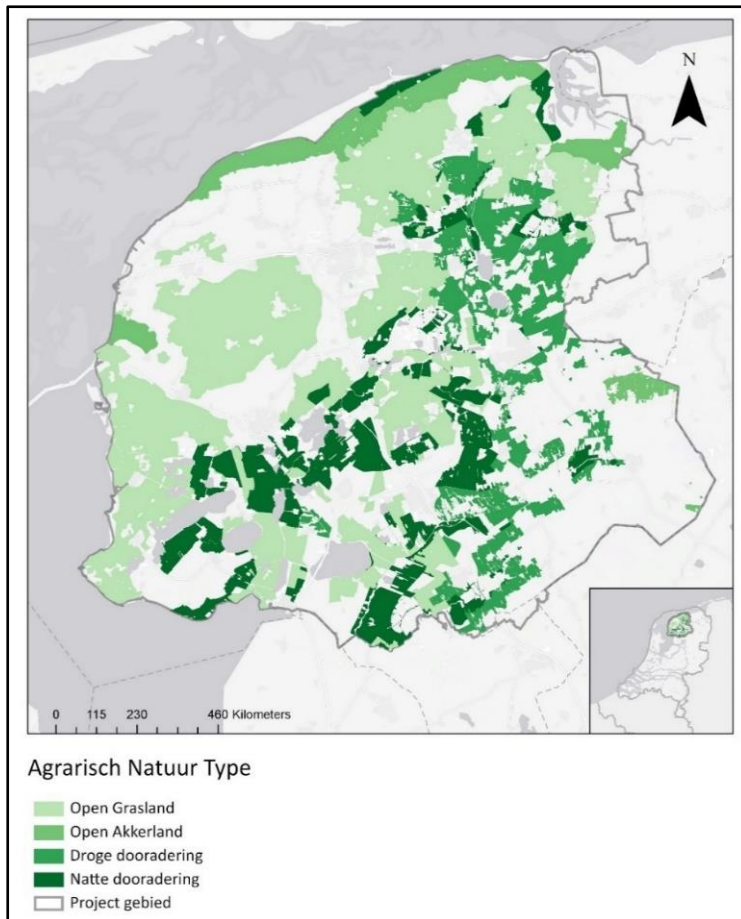 N
0 115 230 460 Kilometers
Agrarisch Natuur Type
Open Grasland
Open Akkerland
Droge dooradering
Natte dooradering
Project gebied